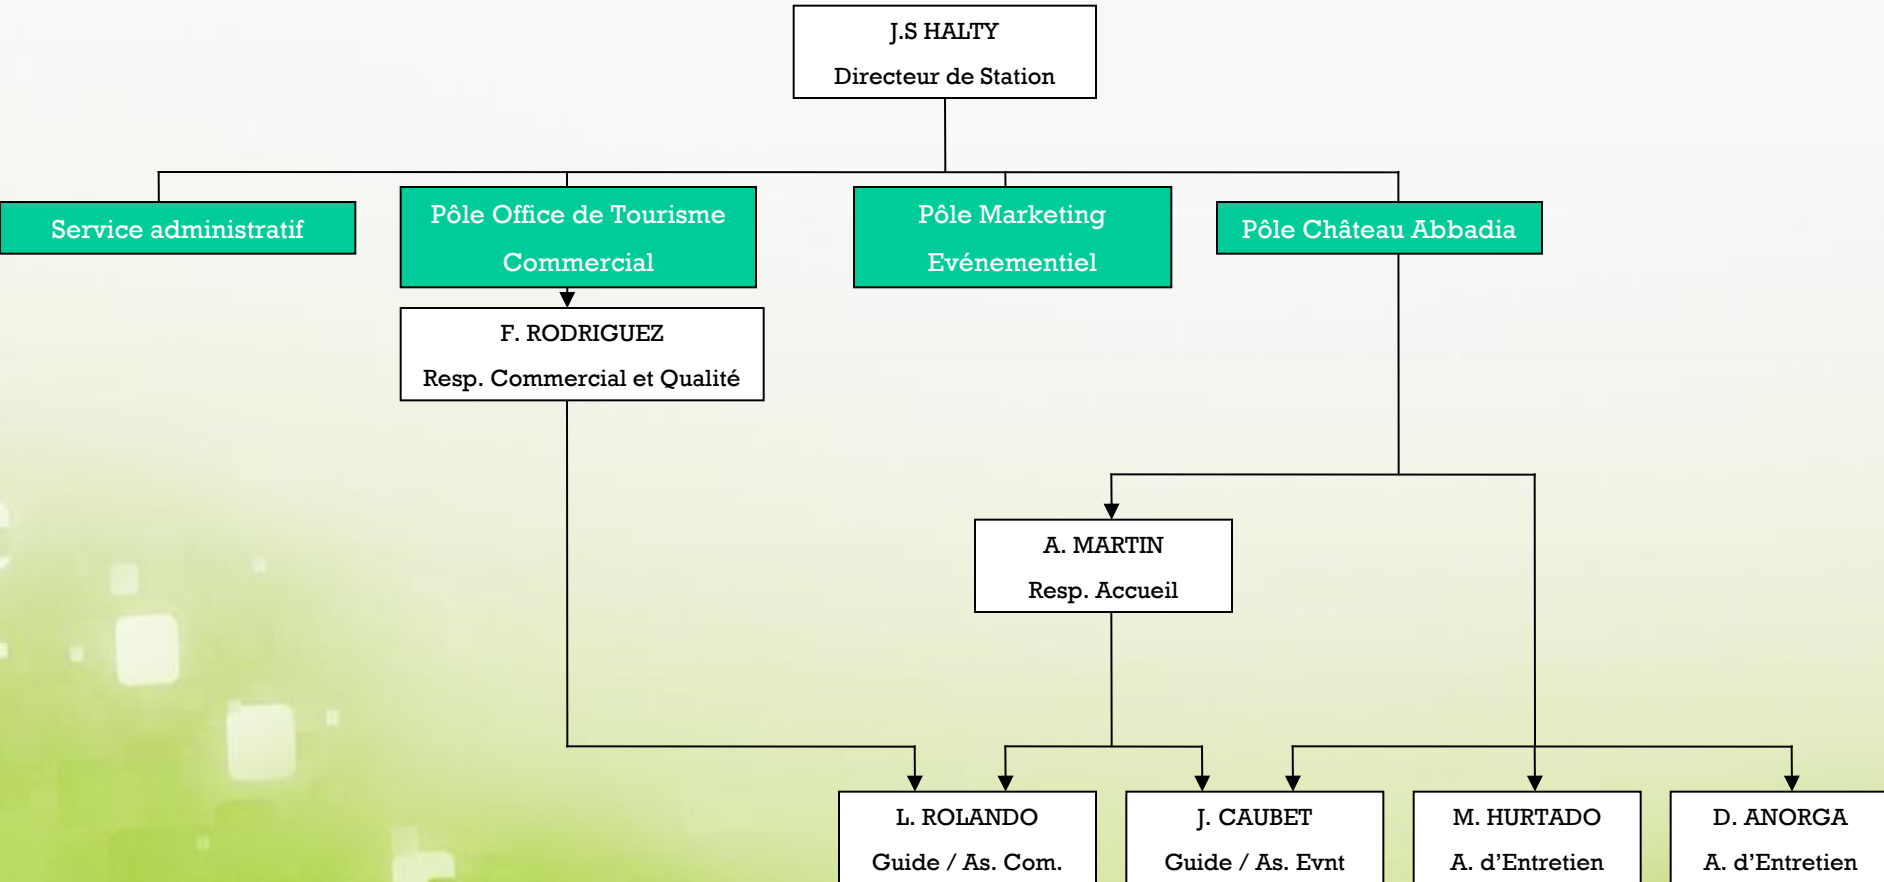 J.S HALTY
Directeur de Station
Service administratif
Pôle Office de Tourisme
Commercial
Pôle Marketing
Evénementiel
Pôle Château Abbadia
F. RODRIGUEZ
Resp. Commercial et Qualité
A. MARTIN
Resp. Accueil
L. ROLANDO
Guide / As. Com.
J. CAUBET
Guide / As. Evnt
M. HURTADO
A. d’Entretien
D. ANORGA
A. d’Entretien